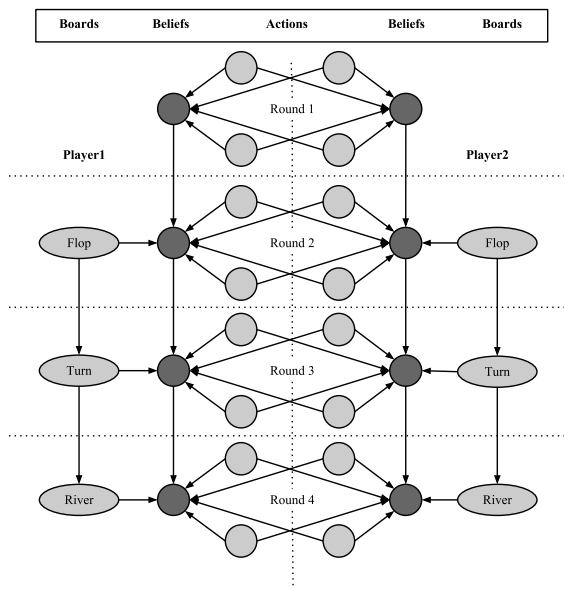 Boards Beliefs Actions Beliefs Boards
Round 1
Player1 Player2
Flop Round 2 Flop
Turn Round 3 Turn
River Round 4 River